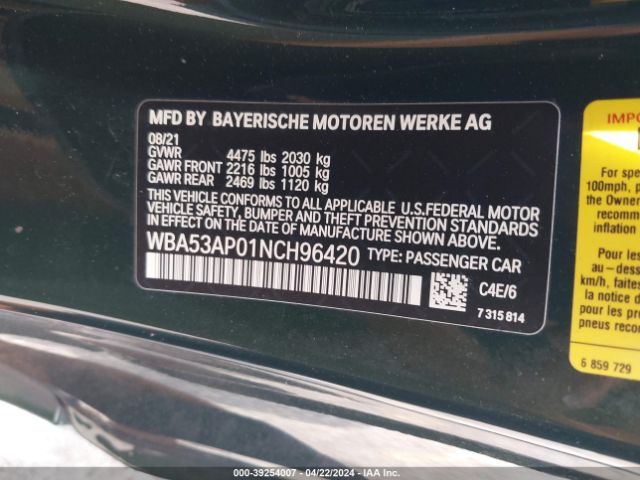 MFD BY BAYERISCHE MOTOREN WERKE AG
08/21
GVWR 4475 lbs 2030 kg
GAWR FRONT 2216 lbs 1005 kg
GAWR REAR 2469 lbs 1120 kg
THIS VEHICLE CONFORMS TO ALL APPLICABLE U.S.FEDERAL MOTOR
VEHICLE SAFETY, BUMPER AND THEFT PREVENTION STANDARDS
IN EFFECT ON THE DATE OF MANUFACTURE SHOWN ABOVE.
WBA53AP01NCH96420 TYPE: PASSENGER CAR
C4E/6
7 315 814
For spe
100mph, p
the Owner
recomm
inflation
Pour les
au-dess
km/h, faites
la notice d
pour les pre
pneus recor
6 859 729
000-39254007 - 04/22/2024 - IAA Inc.